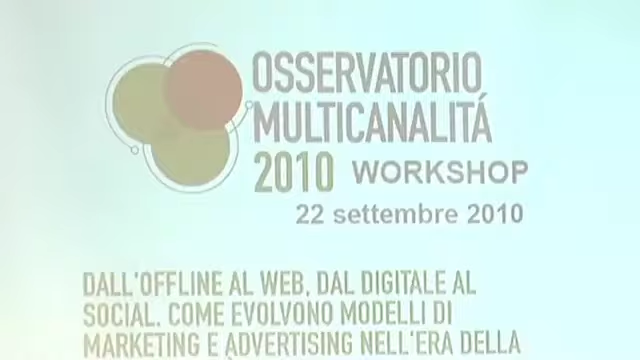 OSSERVATORIO
MULTICANALITÁ
2010 WORKSHOP
22 settembre 2010
DALL'OFFLINE AL WEB, DAL DIGITALE AL
SOCIAL. COME EVOLVONO MODELLI DI
MARKETING E ADVERTISING NELL'ERA DELLA